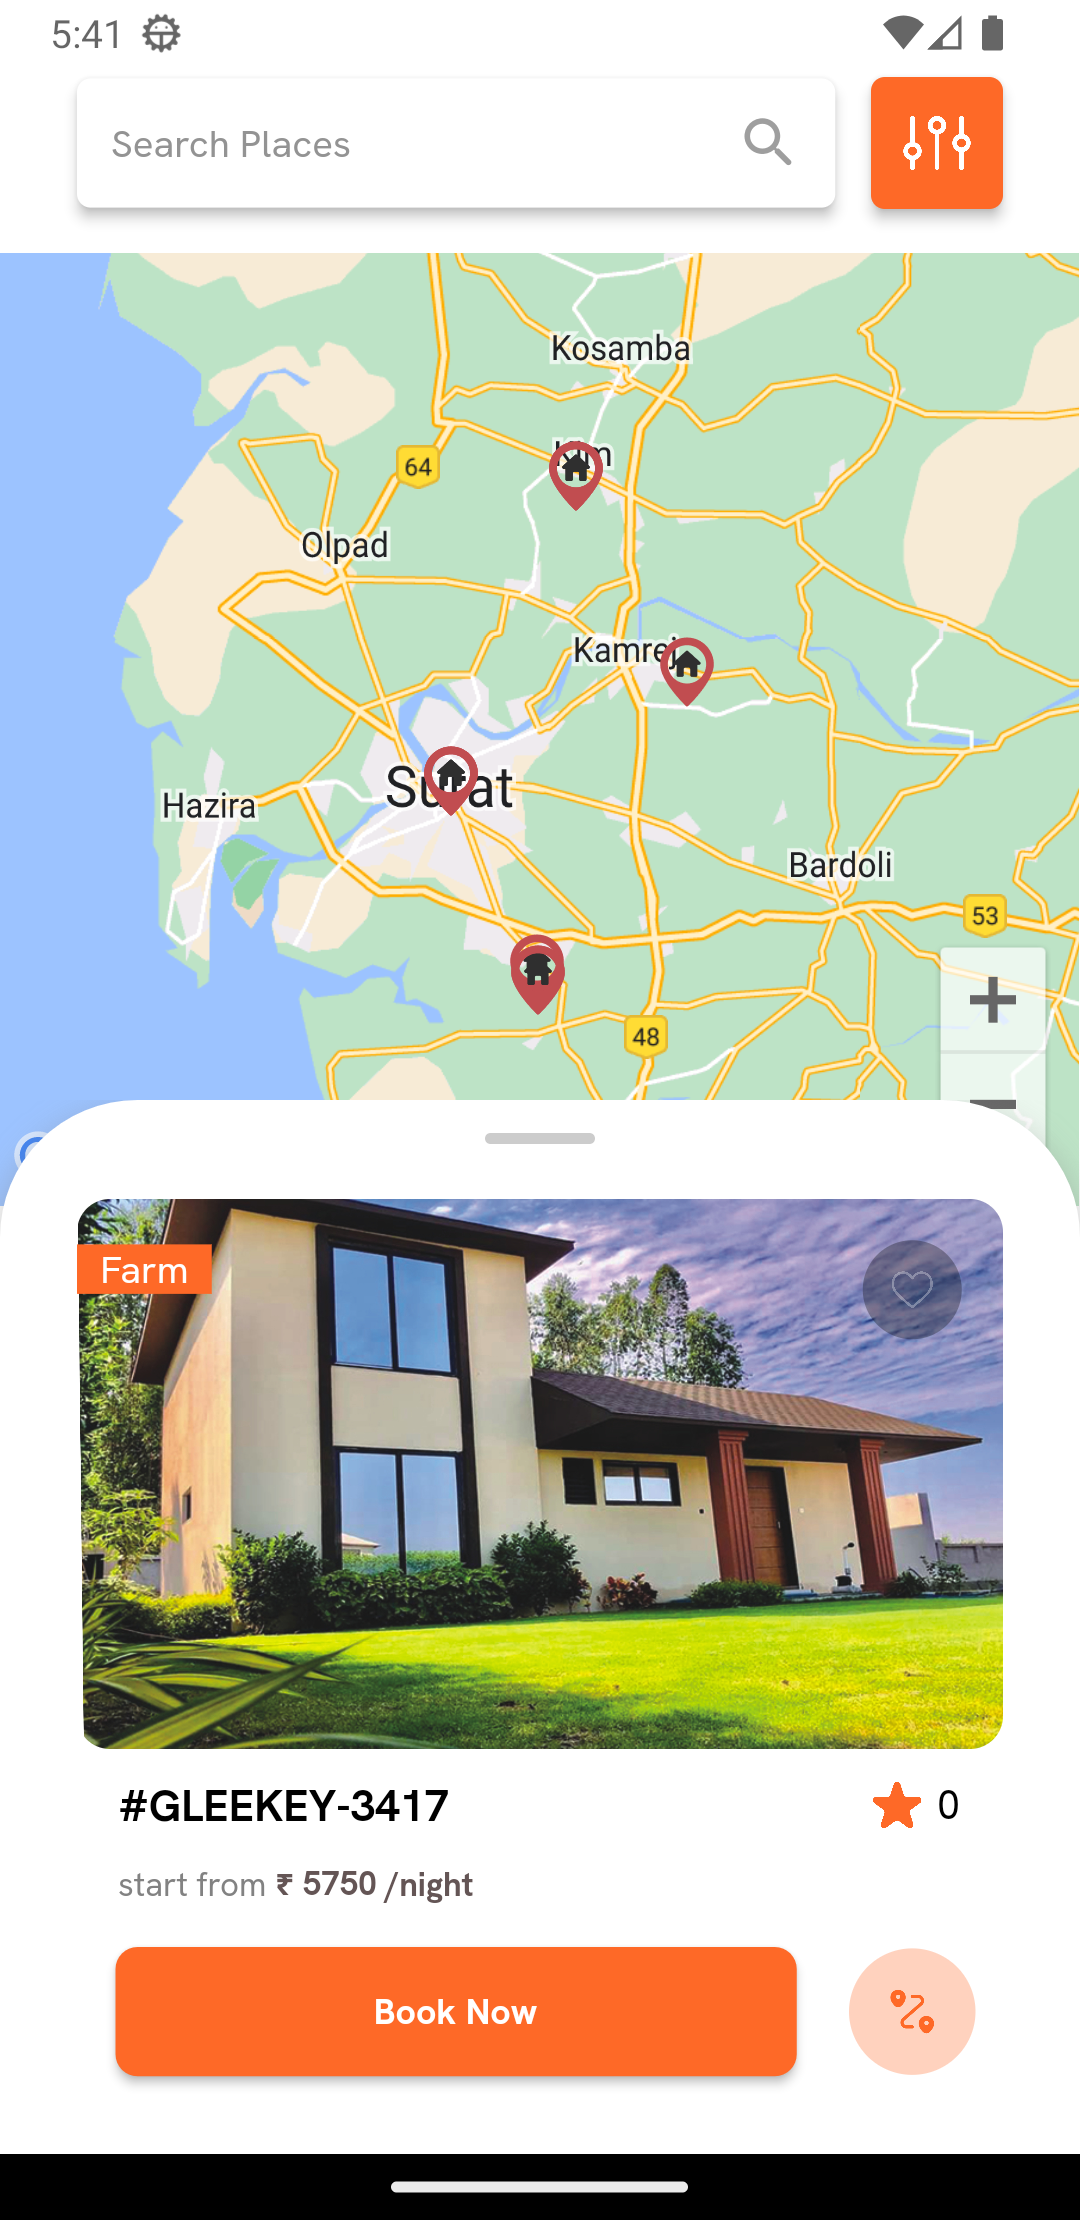 5:41
Search Places
Kosamba
Kim
64
Olpad
Kamrej
Surat
Hazira
Bardoli
53
48
Farm
#GLEEKEY-3417
0
start from ₹ 5750 /night
Book Now